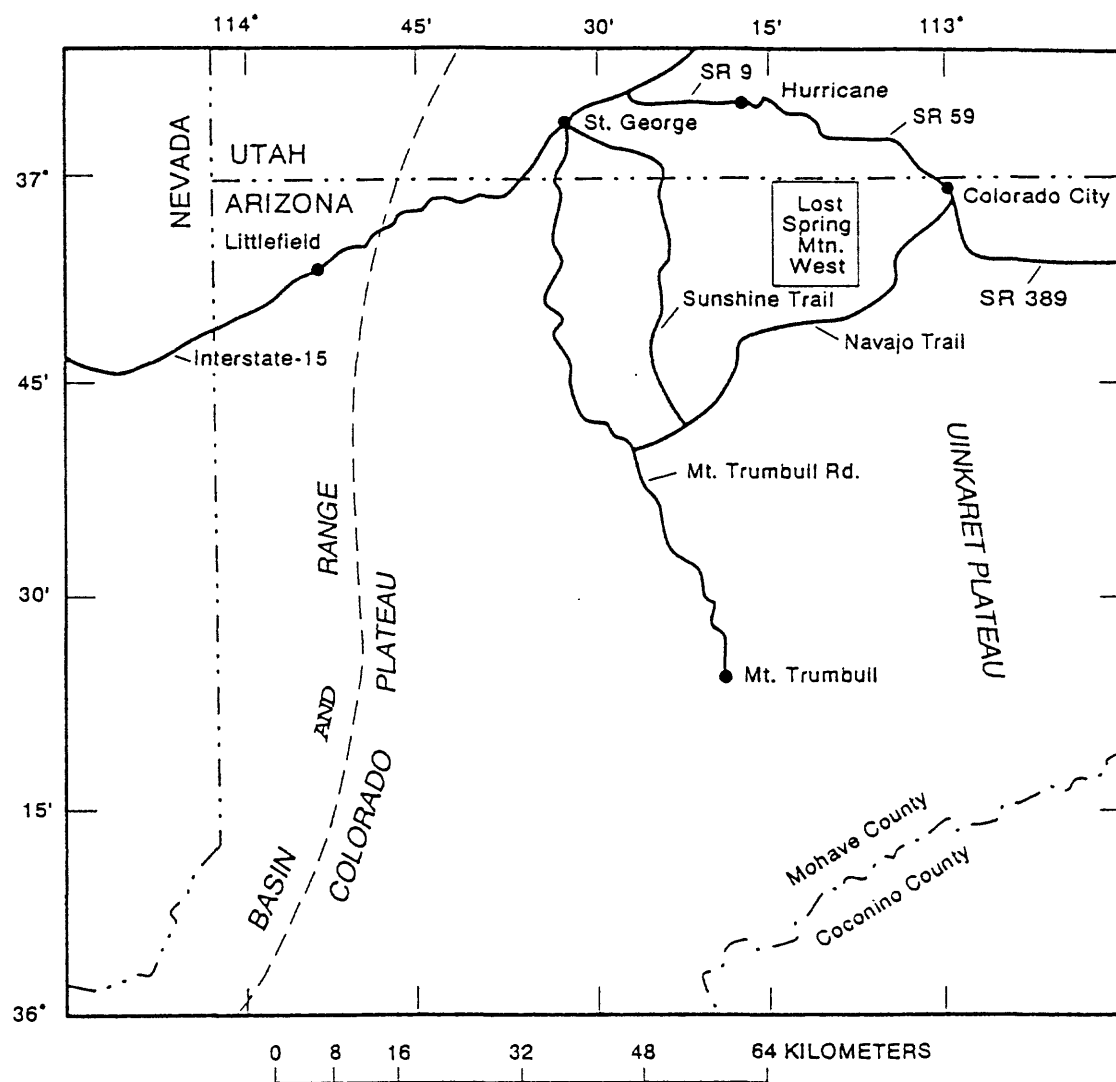 114° 45' 30' 15' 113°
SR 9
Hurricane
SR 59
St. George
NEVADA
UTAH
37°
ARIZONA
Colorado City
Lost
Spring
Mtn.
West
Littlefield
SR 389
Sunshine Trail
Navajo Trail
Interstate-15
45'
UINKARET PLATEAU
Mt. Trumbull Rd.
BASIN AND RANGE
COLORADO PLATEAU
30'
Mt. Trumbull
15'
Mohave County
Coconino County
36°
0 8 16 32 48 64 KILOMETERS